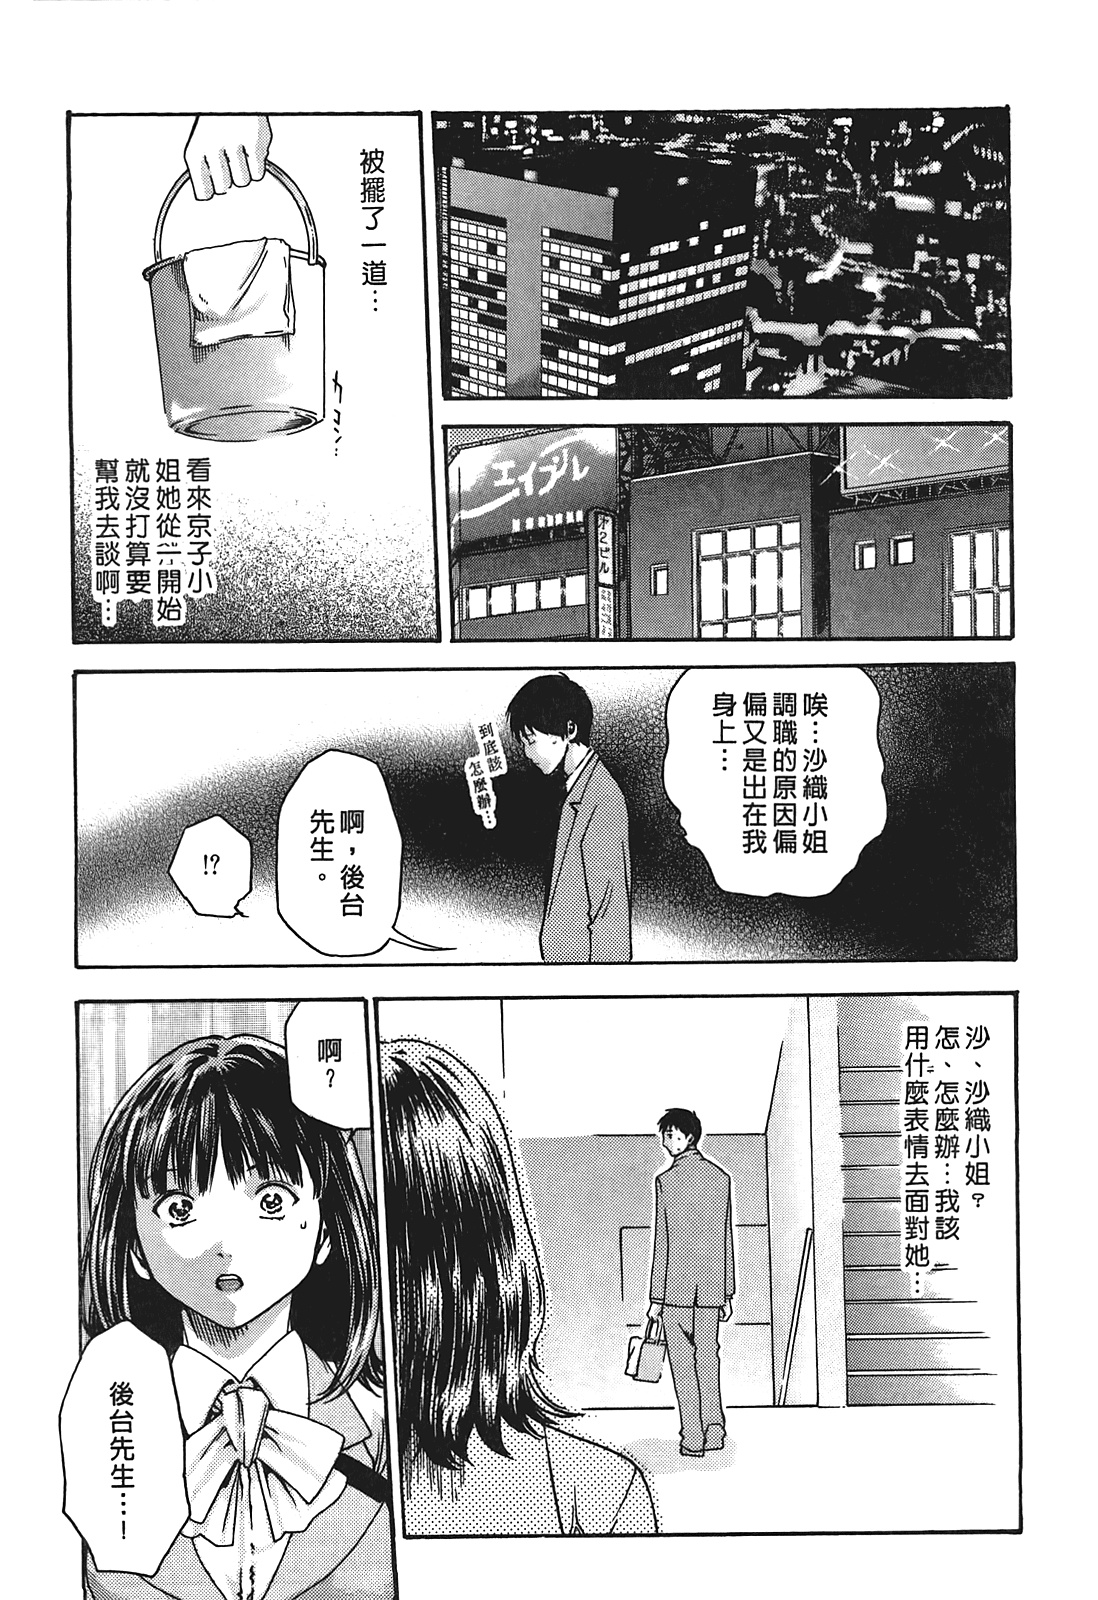 エイプル
才2ビル
被擺了一道…
カコン…
看來京子小
姐她從一開始
就沒打算要
幫我去談啊…
唉…沙織小姐
調職的原因偏
偏又是出在我
身上…
到底該
怎麼辦…
啊，後台
先生。
!?
沙、沙織小姐？
怎、怎麼辦…我該
用什麼表情去面對她…
啊？
後台先生…！